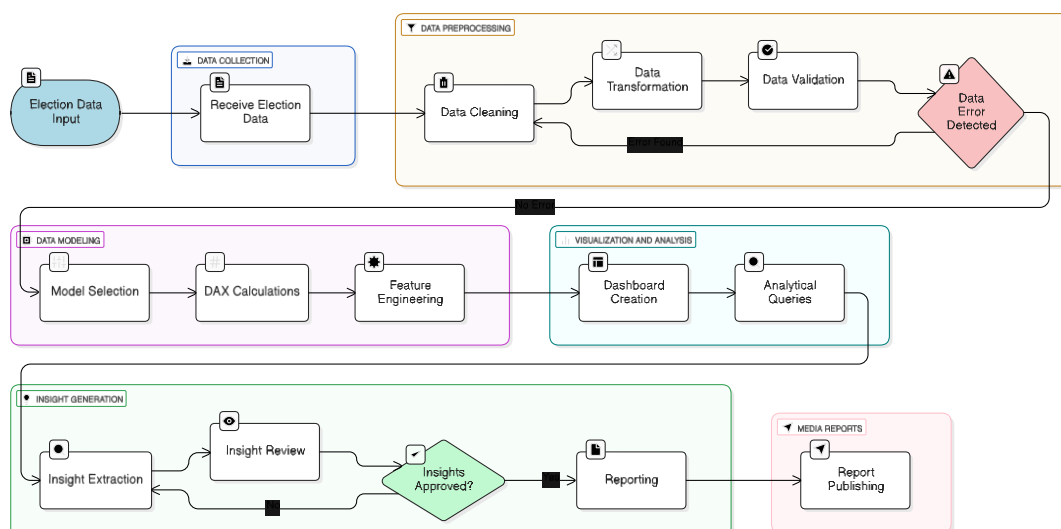 DATA PREPROCESSING
DATA COLLECTION
Election Data
Input
Receive Election
Data
Data Cleaning
Data
Transformation
Data Validation
Data
Error
Detected
Error Found
No Error
DATA MODELING
Model Selection
DAX Calculations
Feature
Engineering
VISUALIZATION AND ANALYSIS
Dashboard
Creation
Analytical
Queries
INSIGHT GENERATION
Insight Extraction
Insight Review
Insights
Approved?
No
Yes
Reporting
MEDIA REPORTS
Report
Publishing